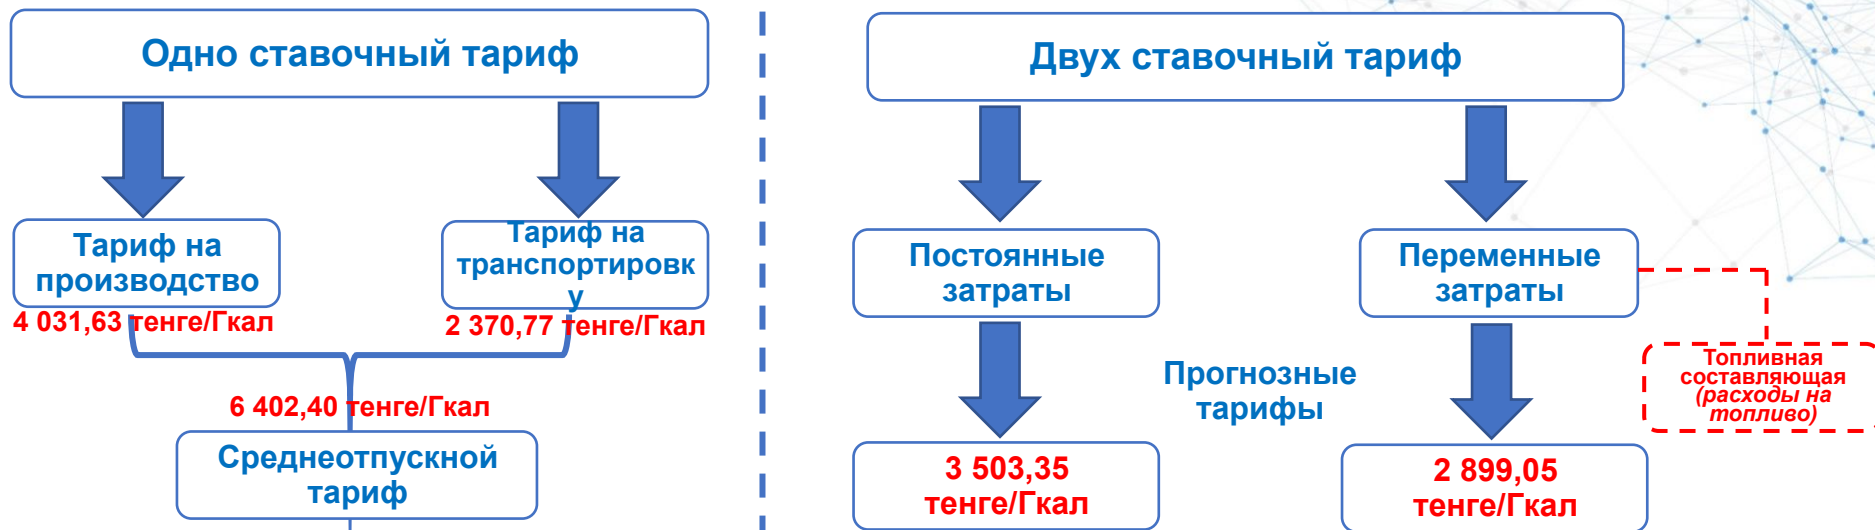 Одно ставочный тариф
Тариф на
производство
4 031,63 тенге/Гкал
Тариф на
транспортировк
у
2 370,77 тенге/Гкал
6 402,40 тенге/Гкал
Среднеотпускной
тариф
Двух ставочный тариф
Постоянные
затраты
Переменные
затраты
Топливная
составляющая
(расходы на
топливо)
Прогнозные
тарифы
3 503,35
тенге/Гкал
2 899,05
тенге/Гкал